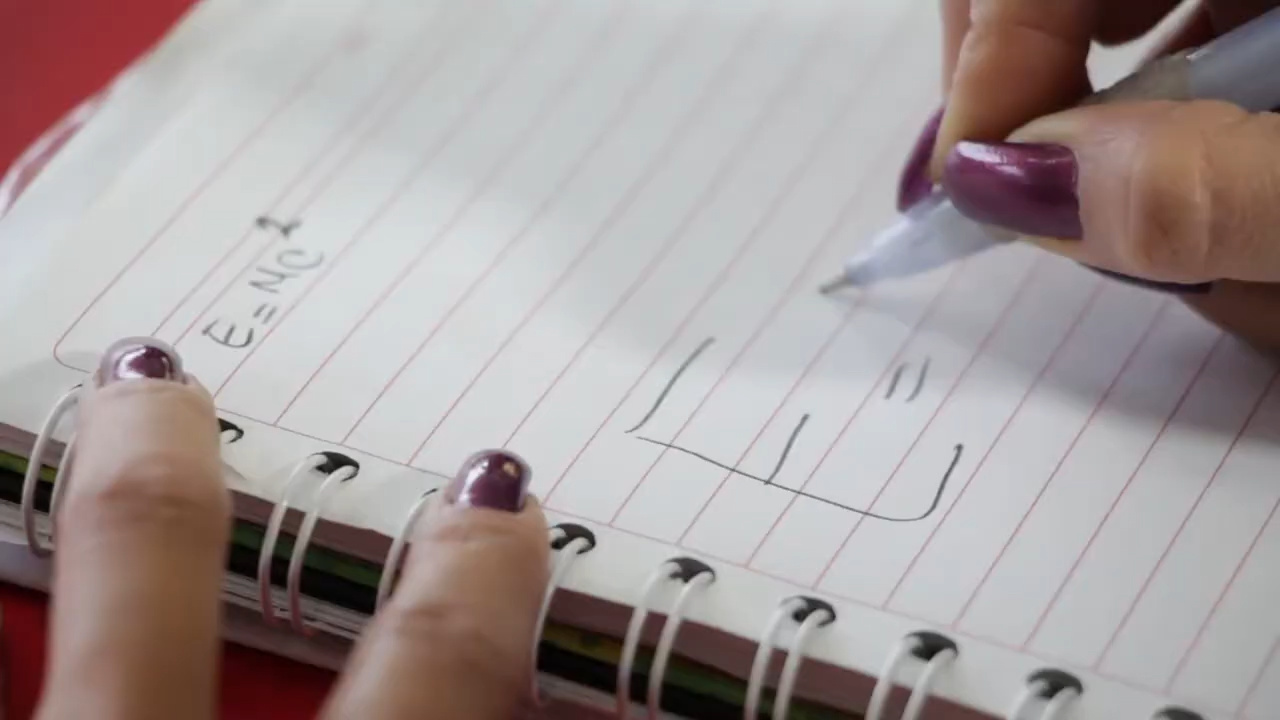 E=MC²
E =